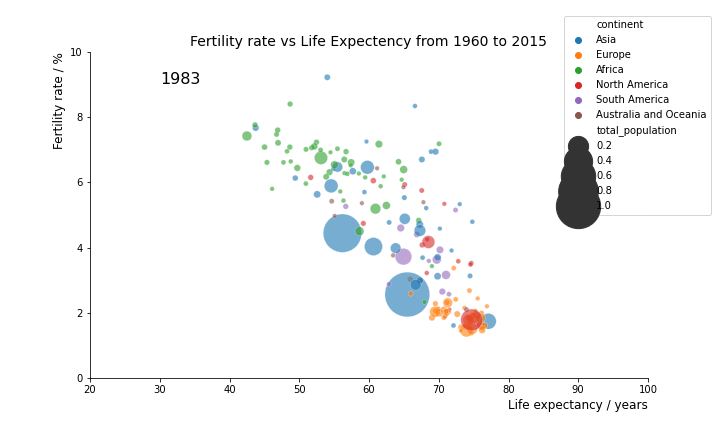 Fertility rate vs Life Expectency from 1960 to 2015
continent
Asia
Europe
Africa
North America
South America
Australia and Oceania
total_population
0.2
0.4
0.6
0.8
1.0
1983
Fertility rate / %
10
8
6
4
2
0
20
30
40
50
60
70
80
90
100
Life expectancy / years